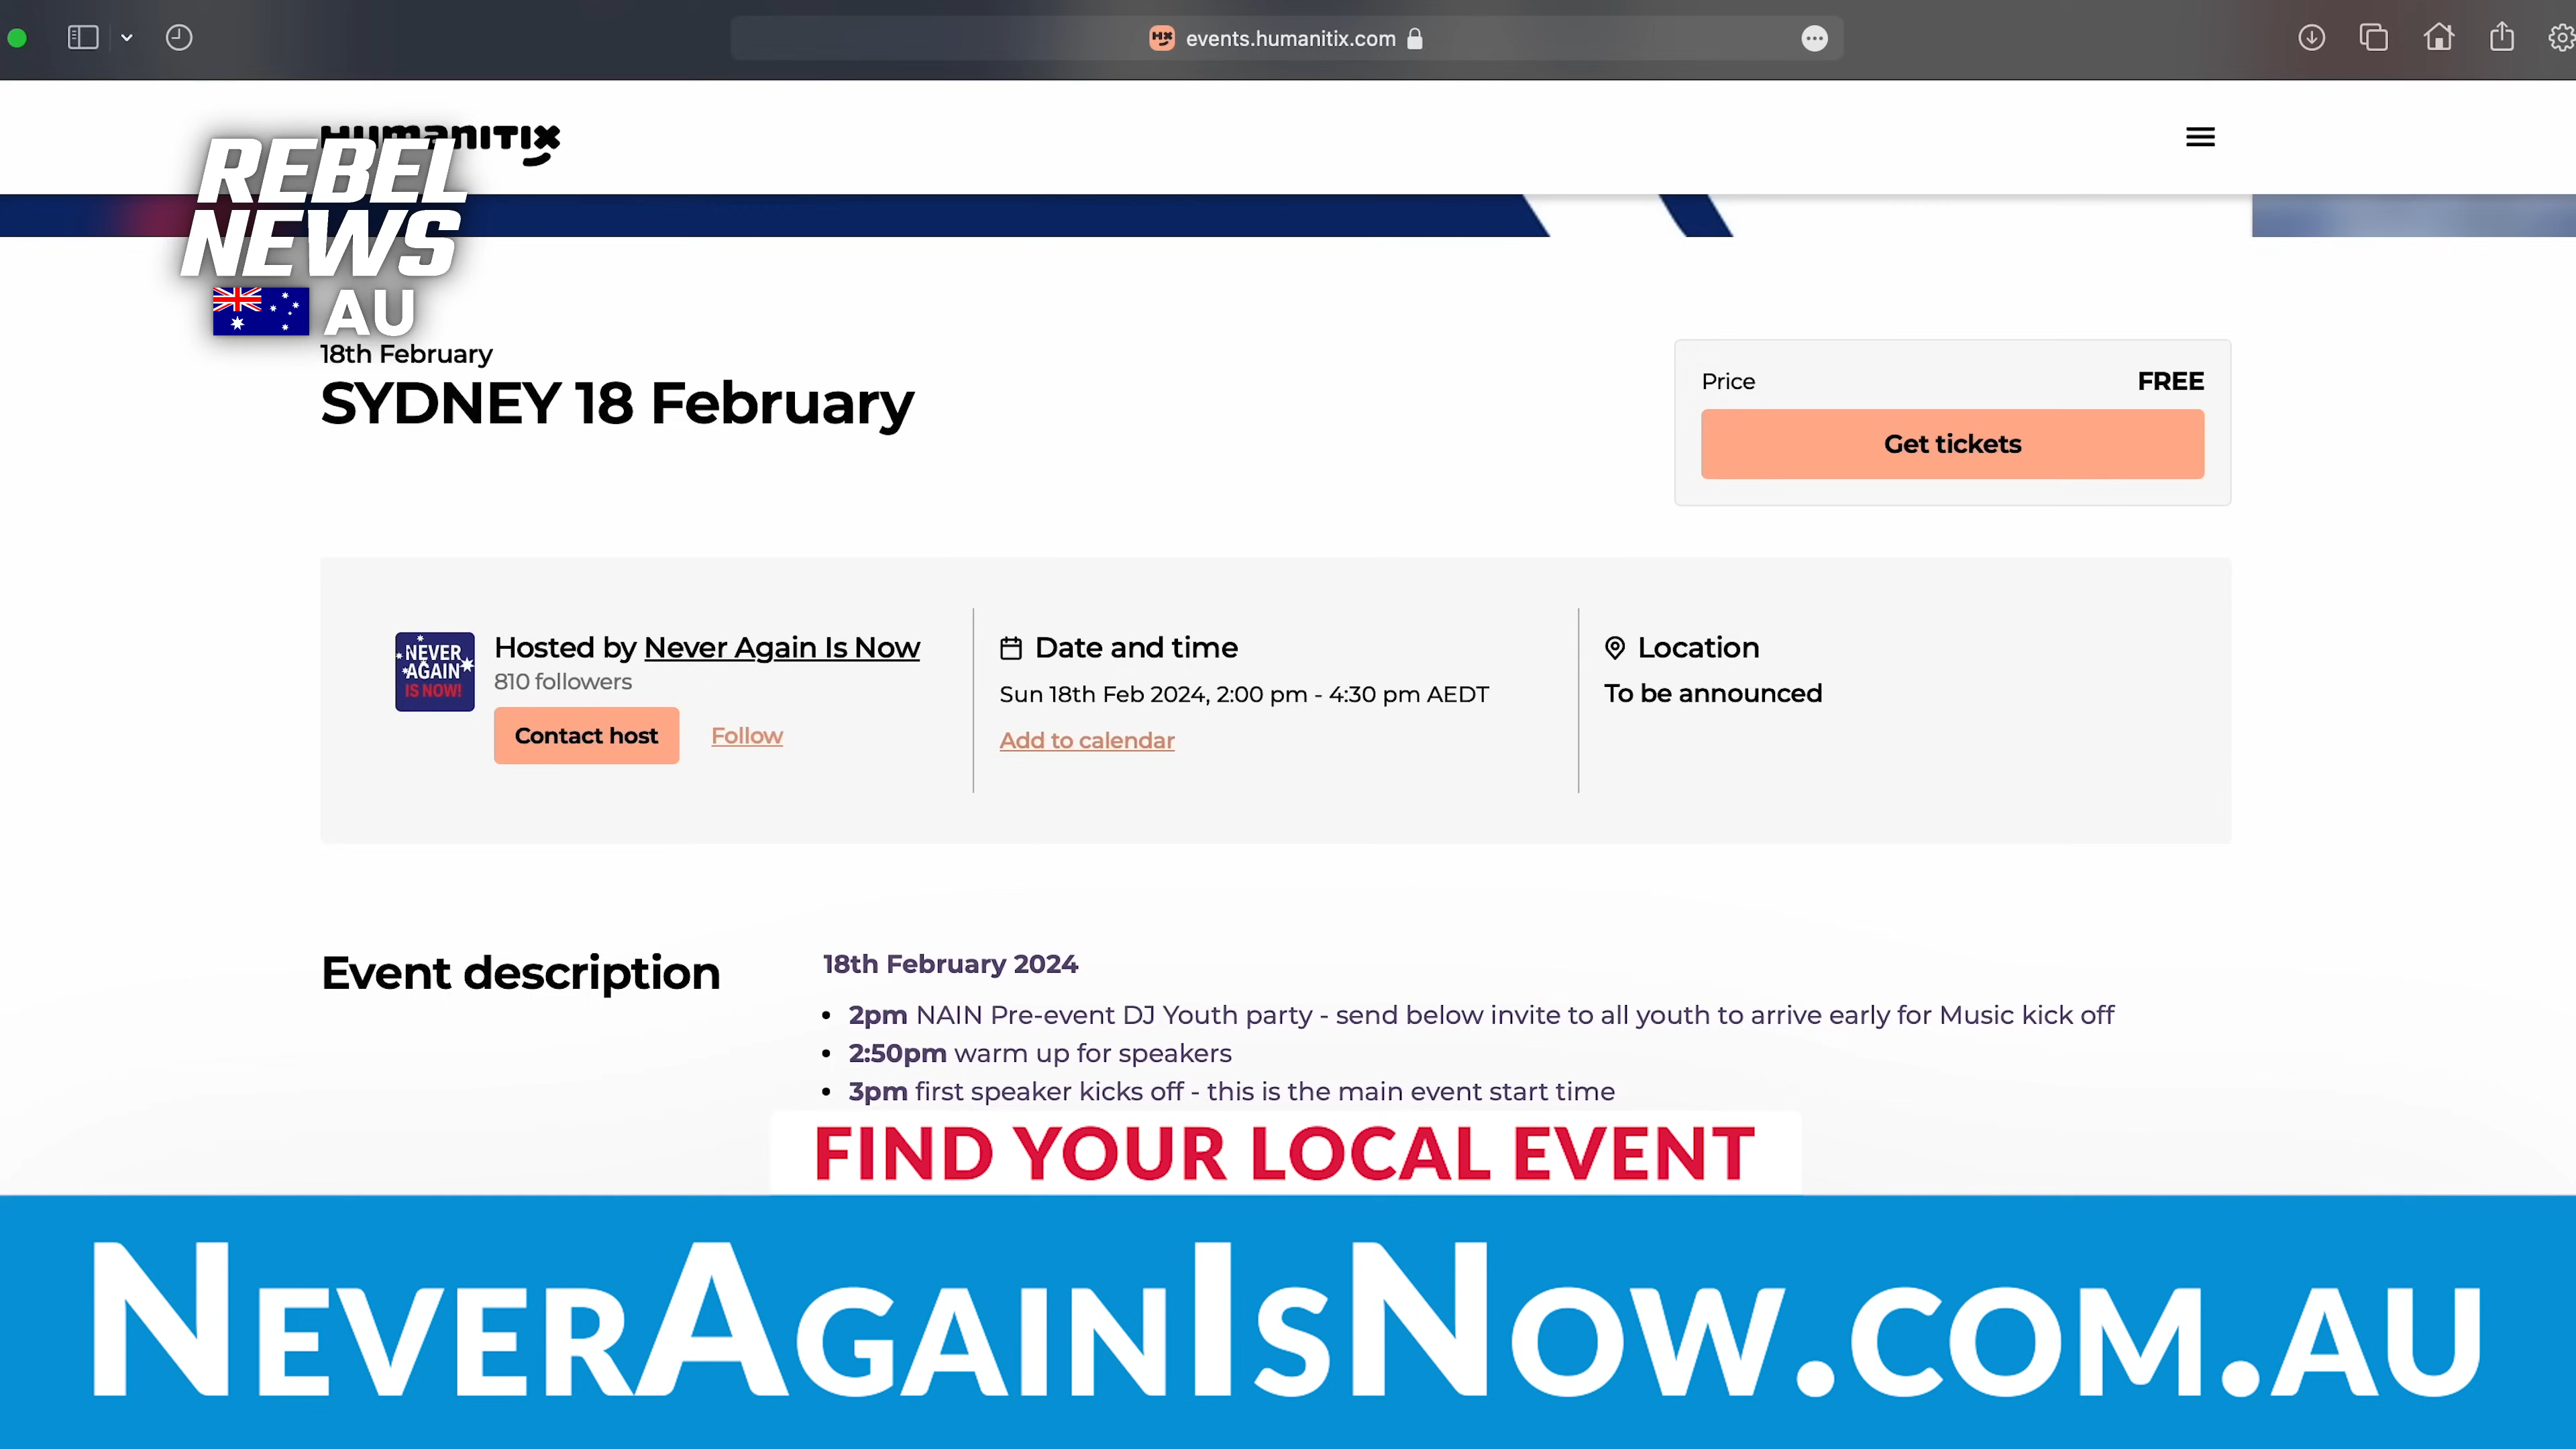 events.humanitix.com
Humanitix
REBEL
NEWS
AU
18th February
SYDNEY 18 February
Price FREE
Get tickets
NEVER
AGAIN
IS NOW!
Hosted by Never Again Is Now
810 followers
Contact host Follow
Date and time
Sun 18th Feb 2024, 2:00 pm - 4:30 pm AEDT
Add to calendar
Location
To be announced
Event description
18th February 2024
• 2pm NAIN Pre-event DJ Youth party - send below invite to all youth to arrive early for Music kick off
• 2:50pm warm up for speakers
• 3pm first speaker kicks off - this is the main event start time
FIND YOUR LOCAL EVENT
NEVERAGAINISNOW.COM.AU